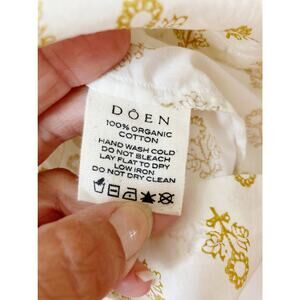 DÔEN
100% ORGANIC
COTTON
HAND WASH COLD
DO NOT BLEACH
LAY FLAT TO DRY
LOW IRON
DO NOT DRY CLEAN